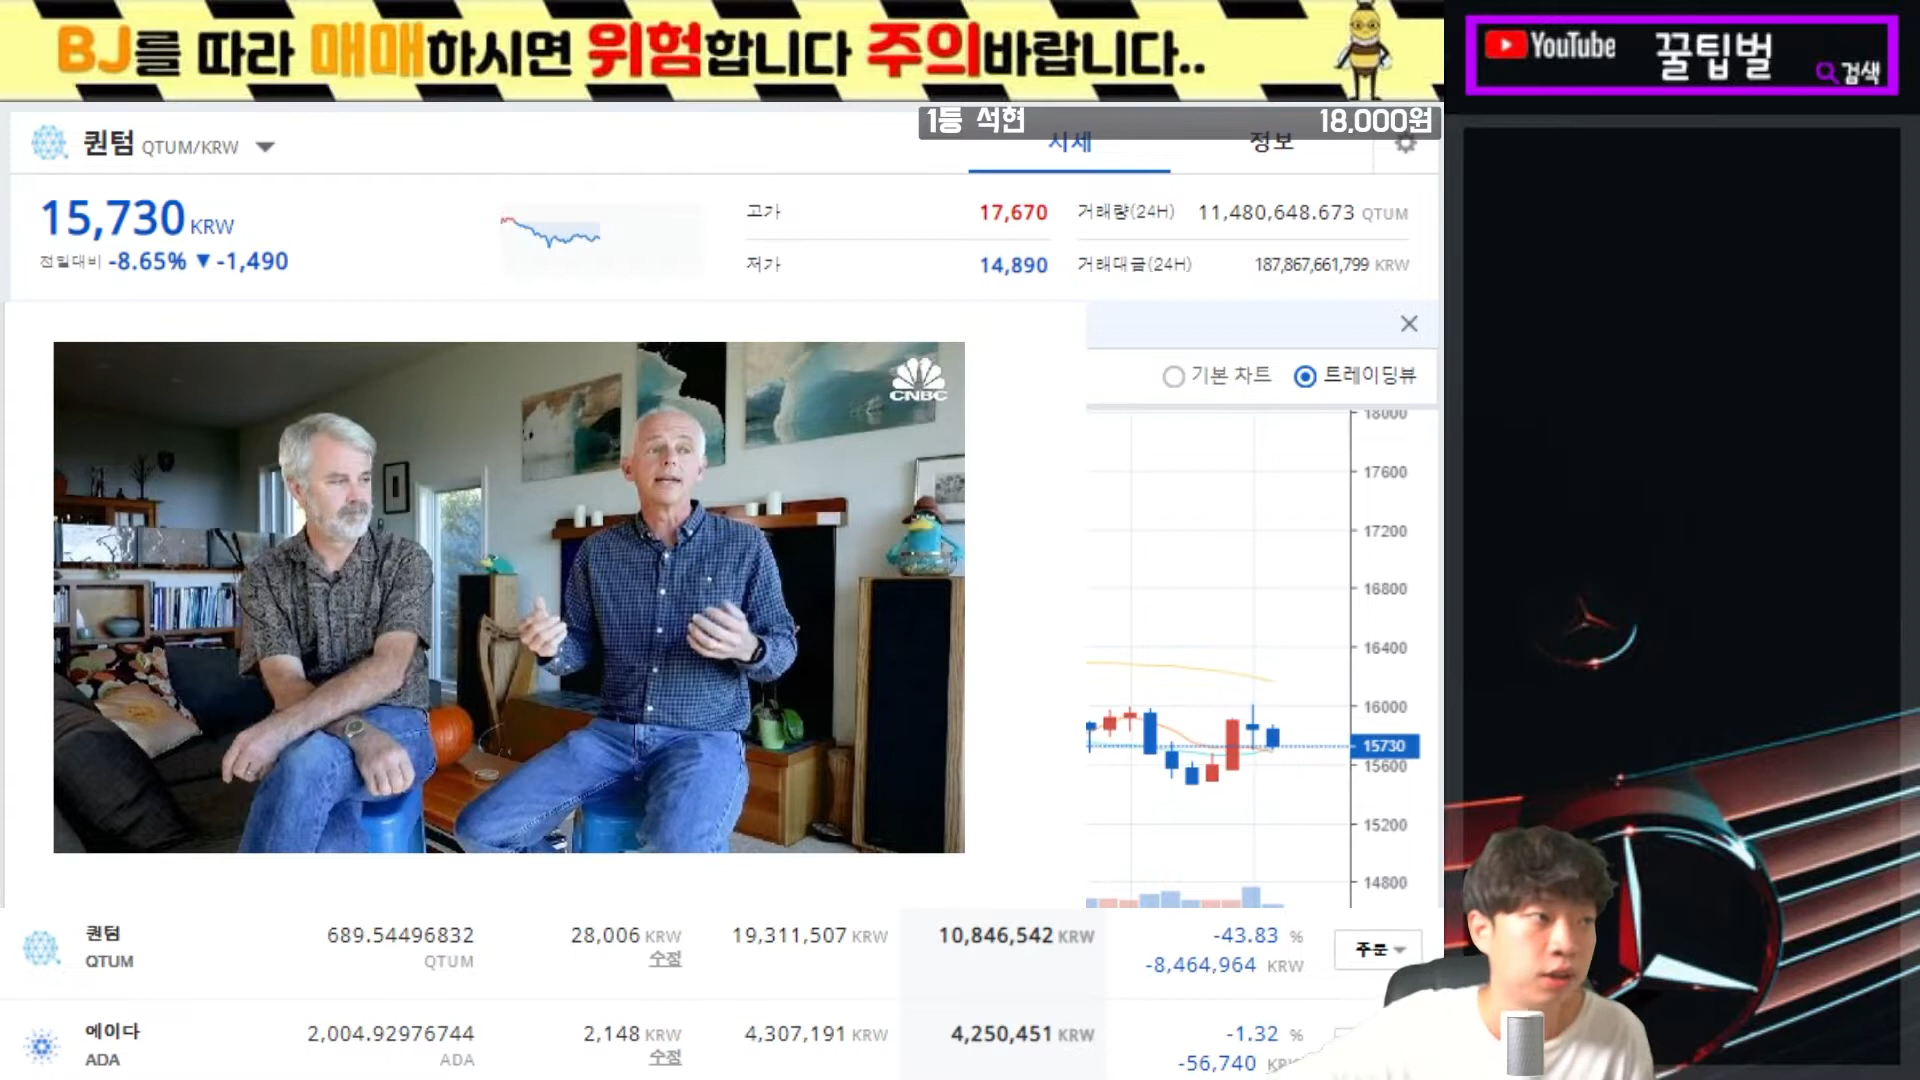 BJ를 따라 매매하시면 위험합니다 주의바랍니다..
YouTube 꿀팁벌 검색
1등 석현 18,000원
퀀텀 QTUM/KRW
시세 정보
15,730 KRW
전일대비 -8.65% ▼ -1,490
고가 17,670
저가 14,890
거래량(24H) 11,480,648.673 QTUM
거래대금(24H) 187,867,661,799 KRW
기본 차트 트레이딩뷰
CNBC
18000
17600
17200
16800
16400
16000
15730
15600
15200
14800
퀀텀 689.54496832 28,006 KRW 19,311,507 KRW 10,846,542 KRW -43.83 % 주문
QTUM QTUM 수정 -8,464,964 KRW
에이다 2,004.92976744 2,148 KRW 4,307,191 KRW 4,250,451 KRW -1.32 %
ADA ADA 수정 -56,740